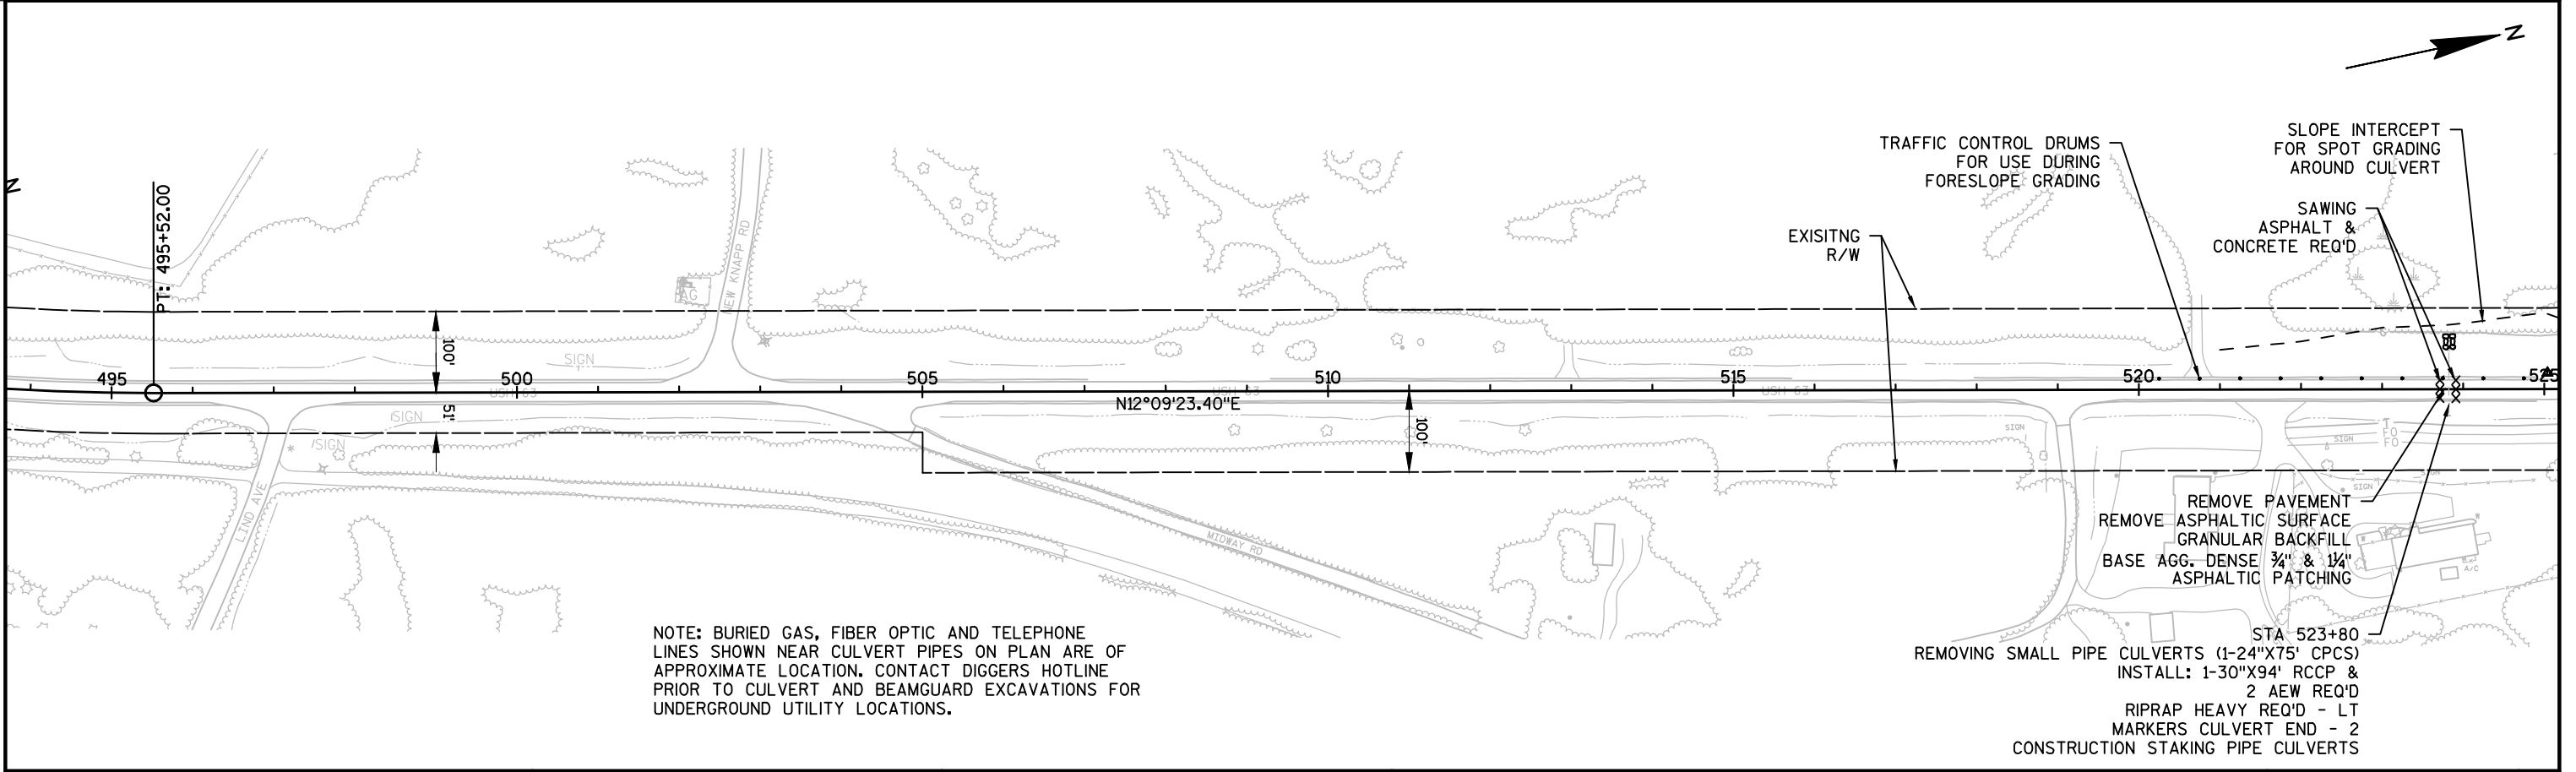 N
TRAFFIC CONTROL DRUMS
FOR USE DURING
FORESLOPE GRADING
SLOPE INTERCEPT
FOR SPOT GRADING
AROUND CULVERT
SAWING
ASPHALT &
CONCRETE REQ'D
EXISITNG
R/W
N
PT: 495+52.00
NEW KNAPP RD
AG
100'
SIGN
495
500
505
510
515
520
525
USH 63
USH 63
USH 63
N12°09'23.40"E
51'
100'
SIGN
SIGN
SIGN
SIGN
SIGN
SIGN
T
FO
FO
LIND AVE
MIDWAY RD
A/C
REMOVE PAVEMENT
REMOVE ASPHALTIC SURFACE
GRANULAR BACKFILL
BASE AGG. DENSE ¾" & 1¼"
ASPHALTIC PATCHING
NOTE: BURIED GAS, FIBER OPTIC AND TELEPHONE
LINES SHOWN NEAR CULVERT PIPES ON PLAN ARE OF
APPROXIMATE LOCATION. CONTACT DIGGERS HOTLINE
PRIOR TO CULVERT AND BEAMGUARD EXCAVATIONS FOR
UNDERGROUND UTILITY LOCATIONS.
STA 523+80
REMOVING SMALL PIPE CULVERTS (1-24"X75' CPCS)
INSTALL: 1-30"X94' RCCP &
2 AEW REQ'D
RIPRAP HEAVY REQ'D - LT
MARKERS CULVERT END - 2
CONSTRUCTION STAKING PIPE CULVERTS